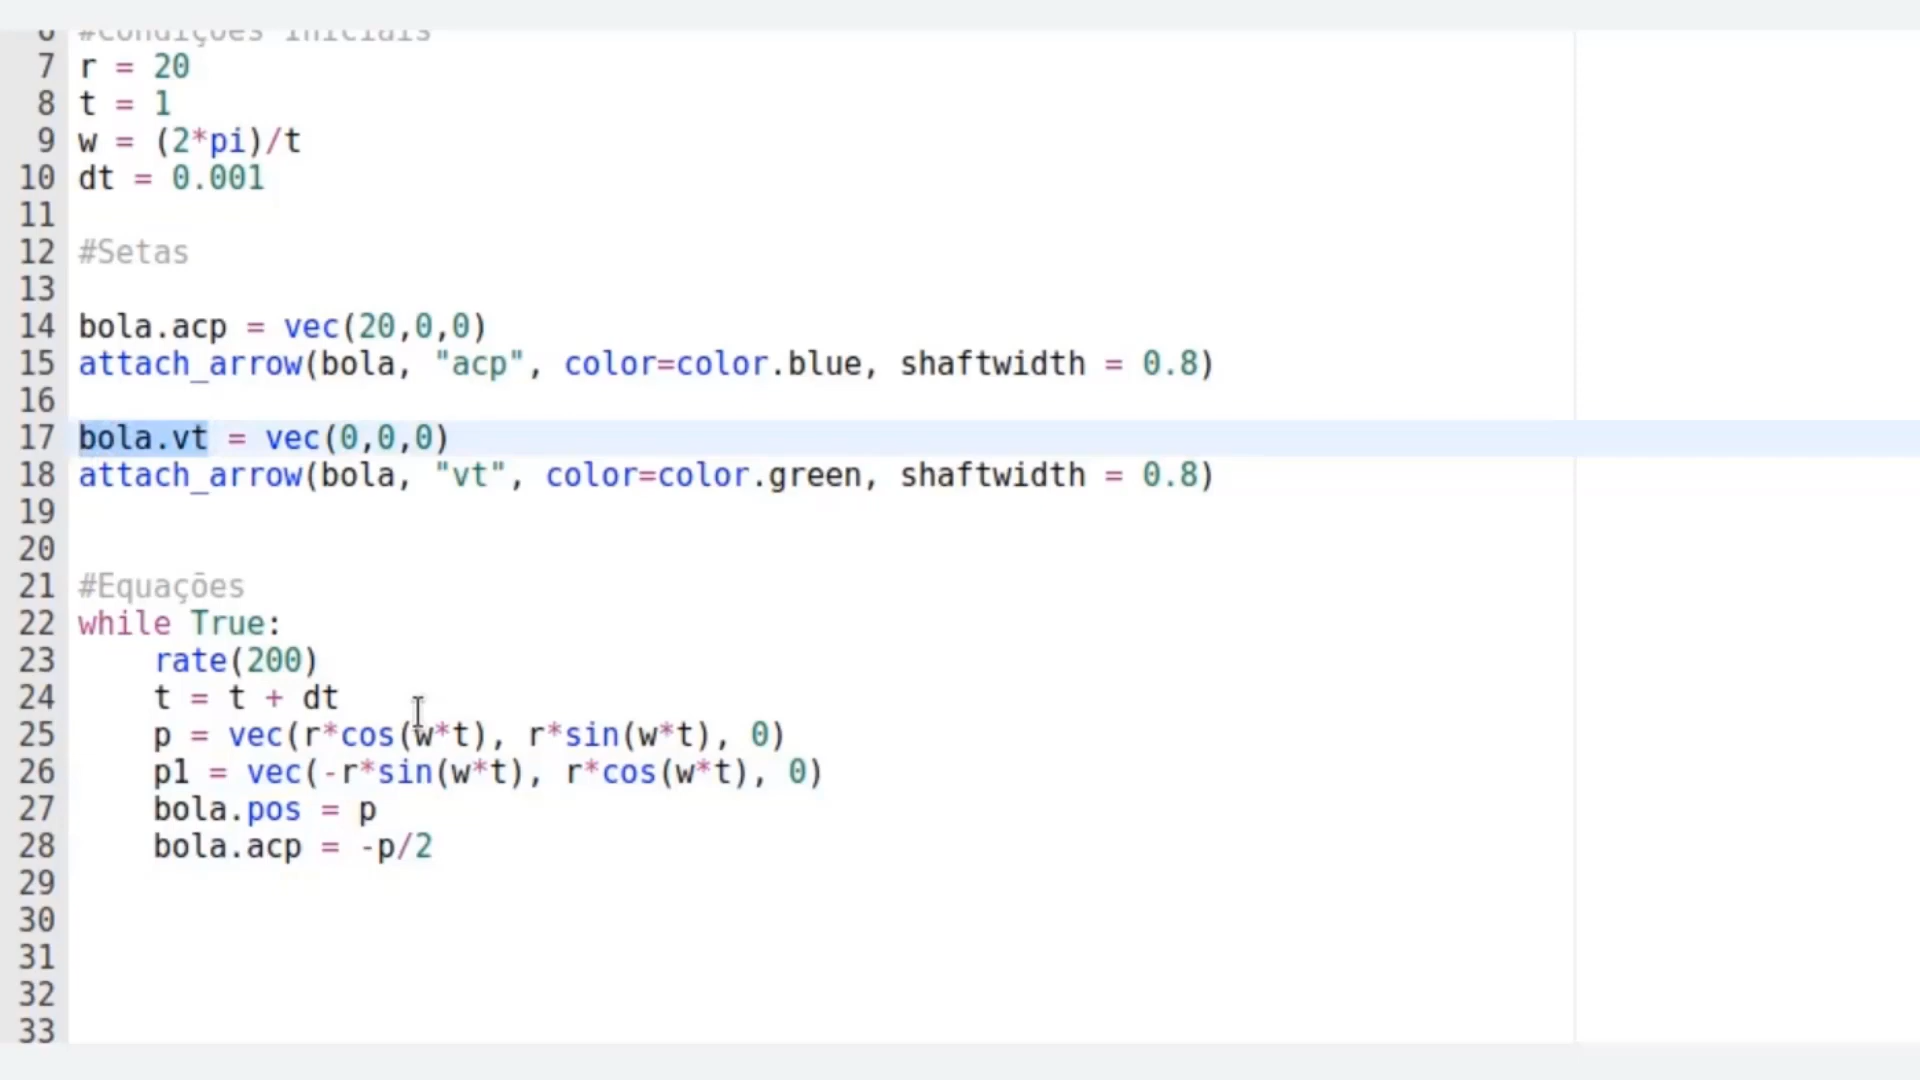 6 #Condições Iniciais
7 r = 20
8 t = 1
9 w = (2*pi)/t
10 dt = 0.001
11
12 #Setas
13
14 bola.acp = vec(20,0,0)
15 attach_arrow(bola, "acp", color=color.blue, shaftwidth = 0.8)
16
17 bola.vt = vec(0,0,0)
18 attach_arrow(bola, "vt", color=color.green, shaftwidth = 0.8)
19
20
21 #Equações
22 while True:
23 rate(200)
24 t = t + dt
25 p = vec(r*cos(w*t), r*sin(w*t), 0)
26 p1 = vec(-r*sin(w*t), r*cos(w*t), 0)
27 bola.pos = p
28 bola.acp = -p/2
29
30
31
32
33